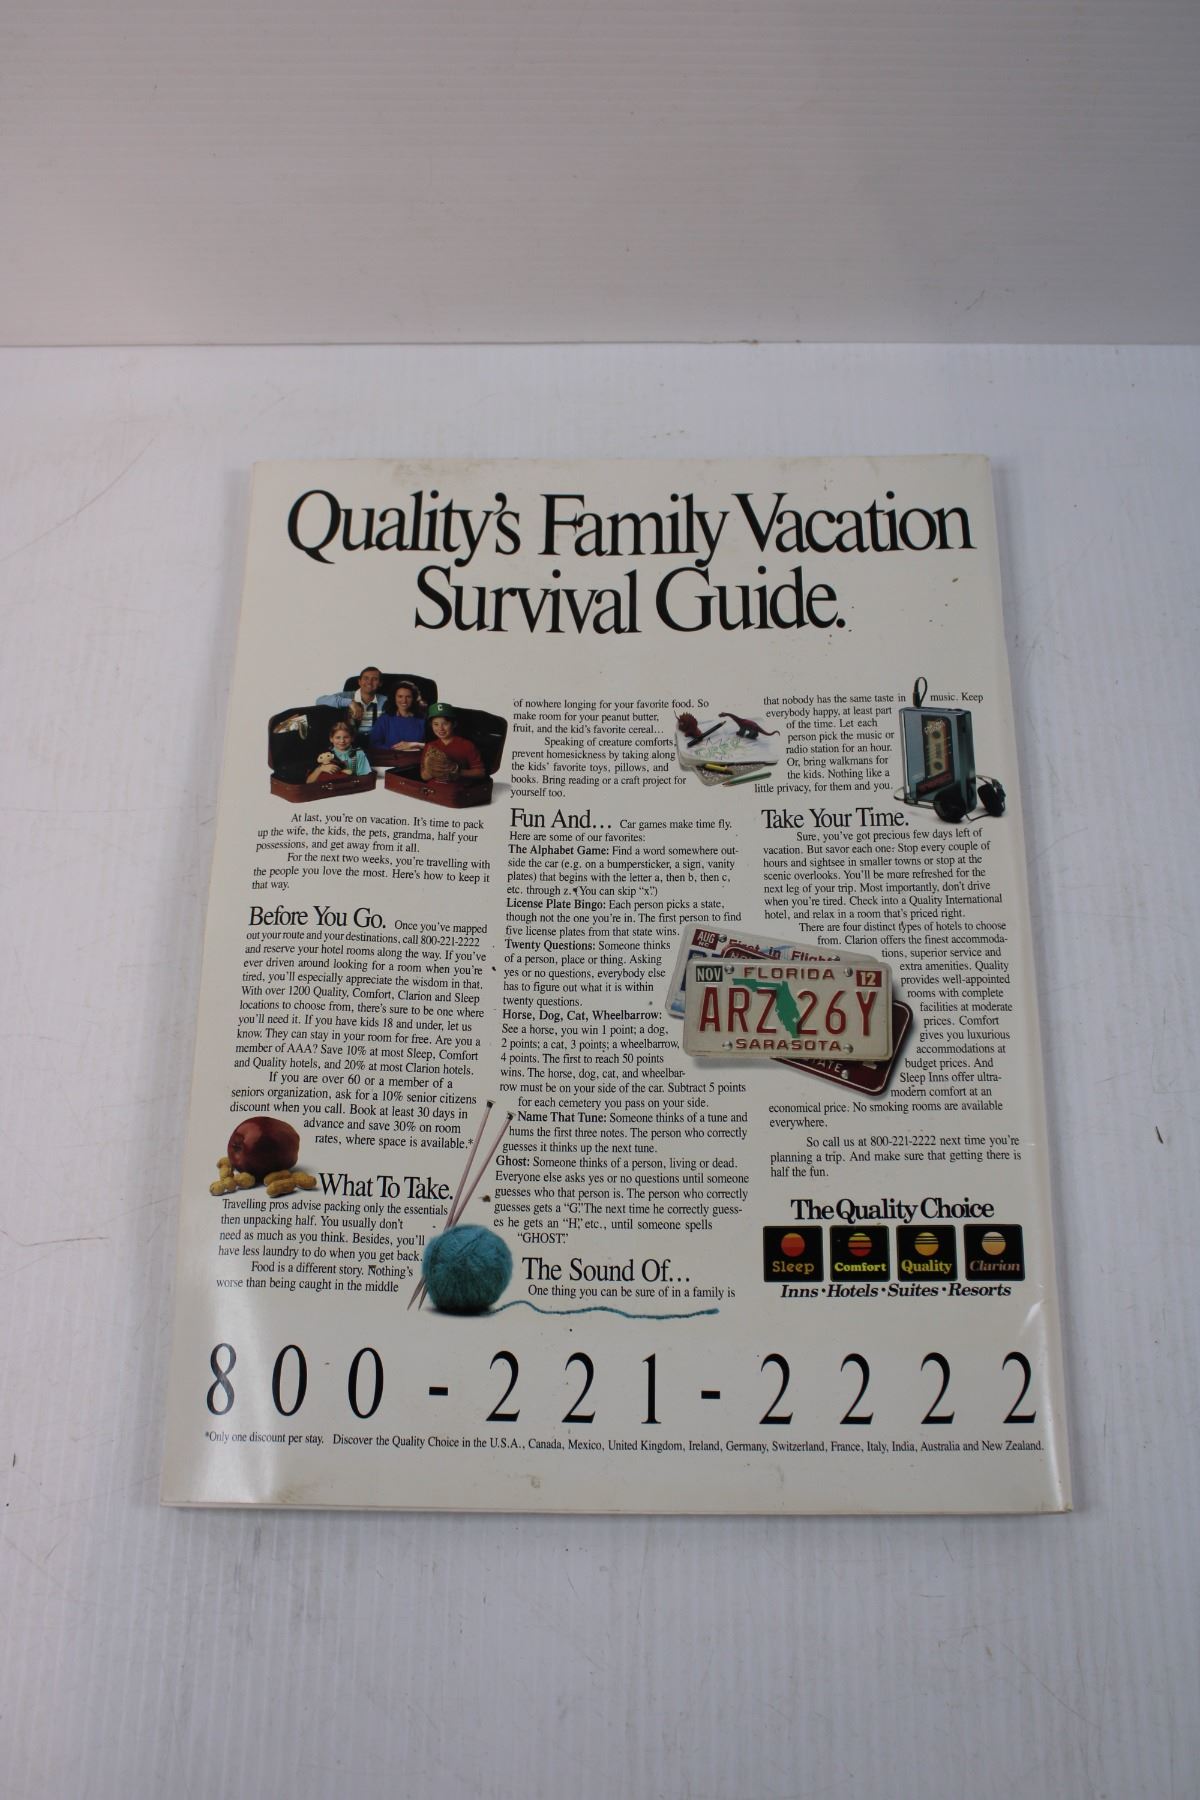 Quality's Family Vacation
Survival Guide.
At last, you're on vacation. It's time to pack
up the wife, the kids, the pets, grandma, half your
possessions, and get away from it all.
For the next two weeks, you're travelling with
the people you love the most. Here's how to keep it
that way.
Before You Go. Once you've mapped
out your route and your destinations, call 800-221-2222
and reserve your hotel rooms along the way. If you've
ever driven around looking for a room when you're
tired, you'll especially appreciate the wisdom in that.
With over 1200 Quality, Comfort, Clarion and Sleep
locations to choose from, there's sure to be one where
you'll need it. If you have kids 18 and under, let us
know. They can stay in your room for free. Are you a
member of AAA? Save 10% at most Sleep, Comfort
and Quality hotels, and 20% at most Clarion hotels.
If you are over 60 or a member of a
seniors organization, ask for a 10% senior citizens
discount when you call. Book at least 30 days in
advance and save 30% on room
rates, where space is available.*
What To Take.
Travelling pros advise packing only the essentials
then unpacking half. You usually don't
need as much as you think. Besides, you'll
have less laundry to do when you get back.
Food is a different story. Nothing's
worse than being caught in the middle
of nowhere longing for your favorite food. So
make room for your peanut butter,
fruit, and the kid's favorite cereal...
Speaking of creature comforts,
prevent homesickness by taking along
the kids' favorite toys, pillows, and
books. Bring reading or a craft project for
yourself too.
Fun And... Car games make time fly.
Here are some of our favorites:
The Alphabet Game: Find a word somewhere out-
side the car (e.g. on a bumpersticker, a sign, vanity
plates) that begins with the letter a, then b, then c,
etc. through z. (You can skip "x.")
License Plate Bingo: Each person picks a state,
though not the one you're in. The first person to find
five license plates from that state wins.
Twenty Questions: Someone thinks
of a person, place or thing. Asking
yes or no questions, everybody else
has to figure out what it is within
twenty questions.
Horse, Dog, Cat, Wheelbarrow:
See a horse, you win 1 point; a dog,
2 points; a cat, 3 points; a wheelbarrow,
4 points. The first to reach 50 points
wins. The horse, dog, cat, and wheelbar-
row must be on your side of the car. Subtract 5 points
for each cemetery you pass on your side.
Name That Tune: Someone thinks of a tune and
hums the first three notes. The person who correctly
guesses it thinks up the next tune.
Ghost: Someone thinks of a person, living or dead.
Everyone else asks yes or no questions until someone
guesses who that person is. The person who correctly
guesses gets a "G." The next time he correctly guess-
es he gets an "H," etc., until someone spells
"GHOST."
The Sound Of...
One thing you can be sure of in a family is
that nobody has the same taste in music. Keep
everybody happy, at least part
of the time. Let each
person pick the music or
radio station for an hour.
Or, bring walkmans for
the kids. Nothing like a
little privacy, for them and you.
Take Your Time.
Sure, you've got precious few days left of
vacation. But savor each one: Stop every couple of
hours and sightsee in smaller towns or stop at the
scenic overlooks. You'll be more refreshed for the
next leg of your trip. Most importantly, don't drive
when you're tired. Check into a Quality International
hotel, and relax in a room that's priced right.
There are four distinct types of hotels to choose
from. Clarion offers the finest accommoda-
tions, superior service and
extra amenities. Quality
provides well-appointed
rooms with complete
facilities at moderate
prices. Comfort
gives you luxurious
accommodations at
budget prices. And
Sleep Inns offer ultra-
modern comfort at an
economical price. No smoking rooms are available
everywhere.
So call us at 800-221-2222 next time you're
planning a trip. And make sure that getting there is
half the fun.
C
AUG
NC
First in Flight
NOV FLORIDA 12
ARZ 26Y
SARASOTA
The Quality Choice
Sleep Comfort Quality Clarion
Inns • Hotels • Suites • Resorts
800-221-2222
*Only one discount per stay. Discover the Quality Choice in the U.S.A., Canada, Mexico, United Kingdom, Ireland, Germany, Switzerland, France, Italy, India, Australia and New Zealand.